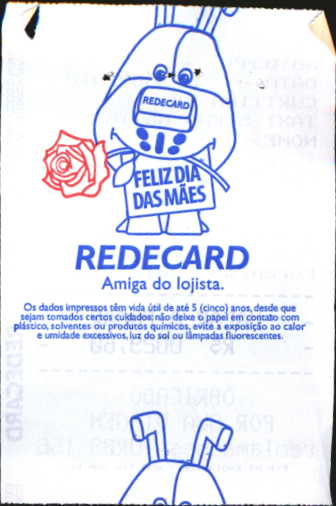 REDECARD
FELIZ DIA
DAS MÃES
REDECARD
Amiga do lojista.
Os dados impressos têm vida útil de até 5 (cinco) anos, desde que
sejam tomados certos cuidados: não deixe o papel em contato com
plástico, solventes ou produtos químicos, evite a exposição ao calor
e umidade excessivos, luz do sol ou lâmpadas fluorescentes.